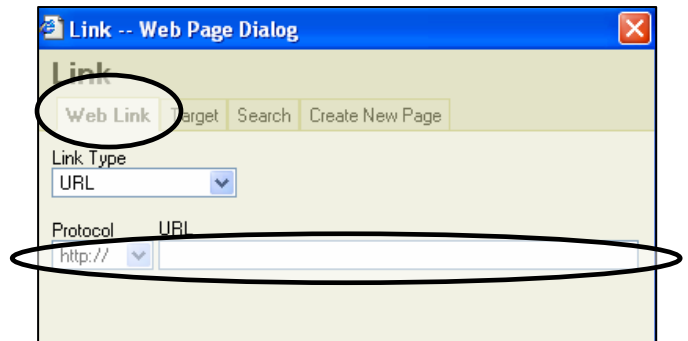 Link -- Web Page Dialog
Link
Web Link Target Search Create New Page
Link Type
URL
Protocol URL
http://